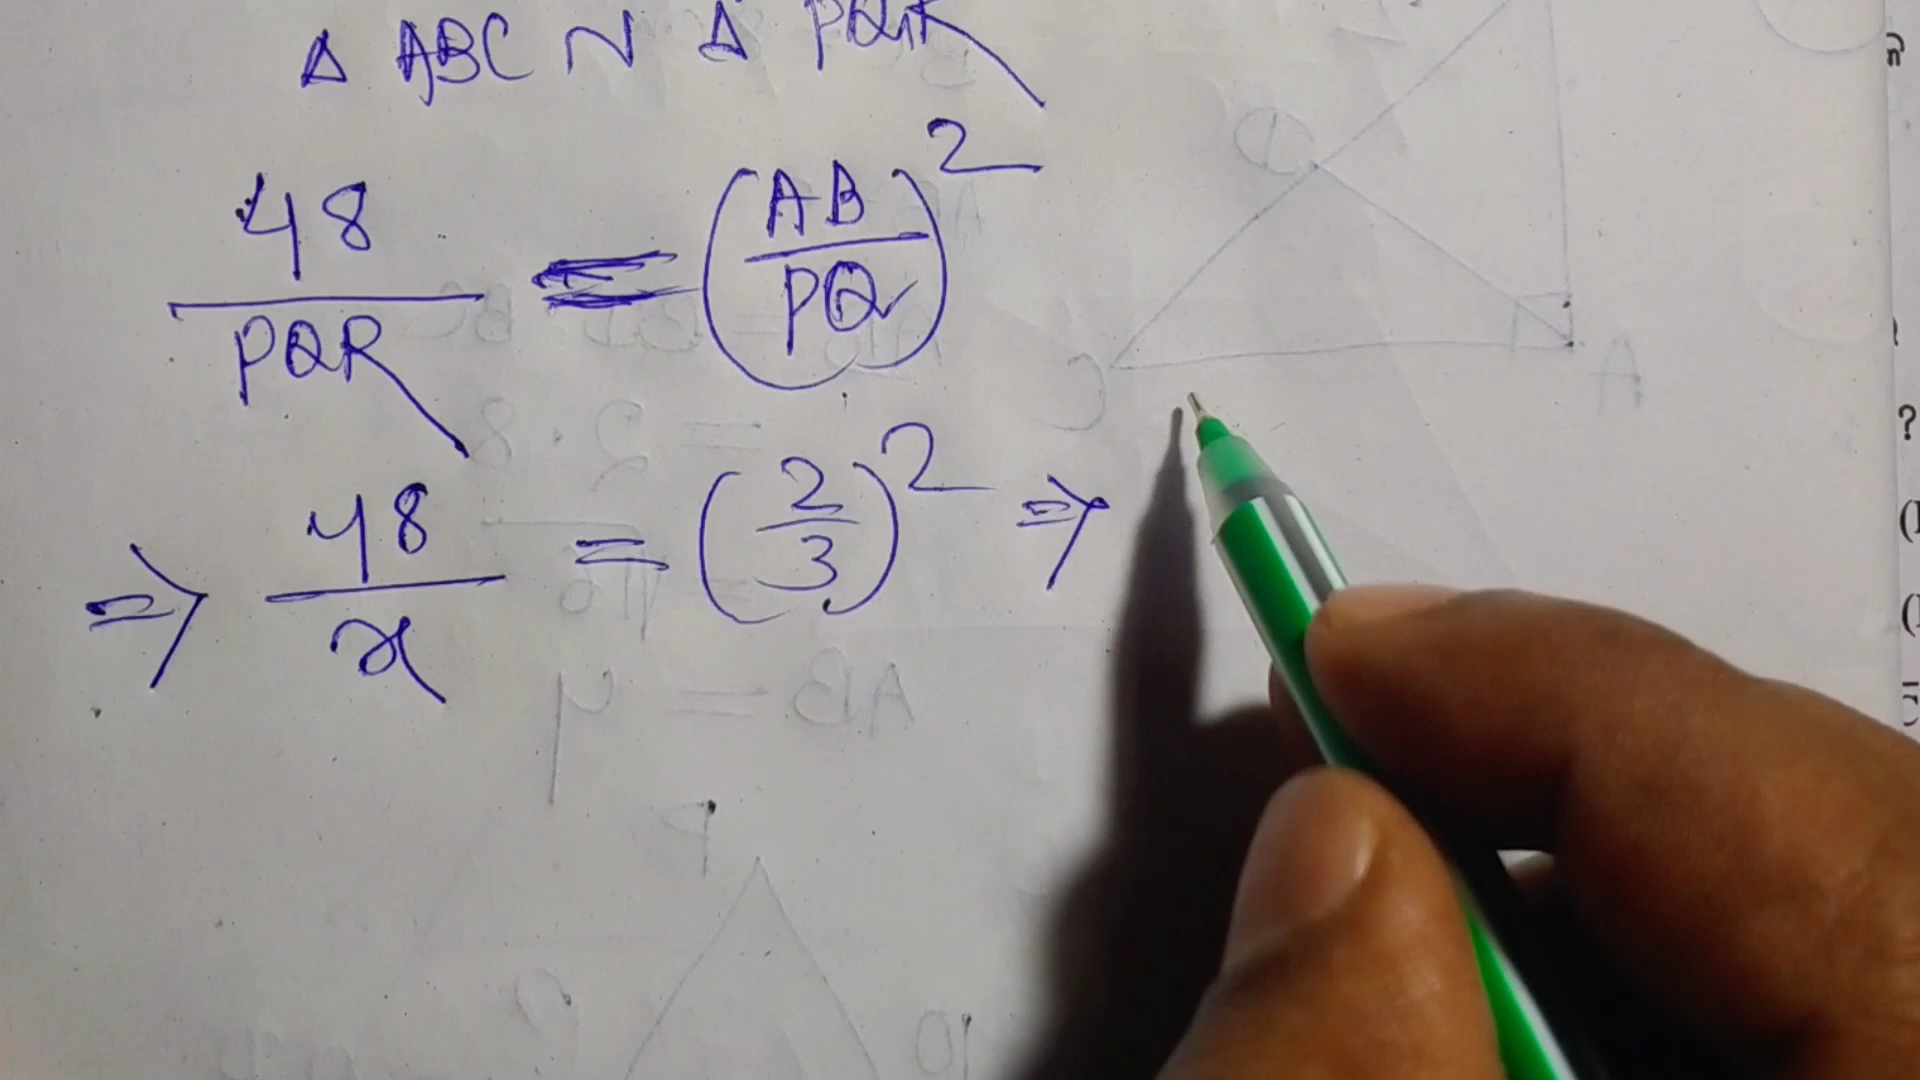 Δ ABC ~ Δ PQR
48/PQR = (AB/PQ)²
⇒ 48/x = (2/3)² ⇒